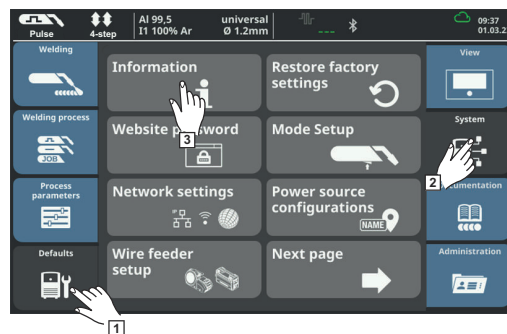 Pulse
4-step
Al 99,5 universal
I1 100% Ar Ø 1.2mm
---
09:37
01.03.2
Welding
Welding process
JOB
Process
parameters
Defaults
Information
Restore factory
settings
Website password
Mode Setup
Network settings
Power source
configurations
NAME
Wire feeder
setup
Next page
View
System
Documentation
Administration
1
2
3